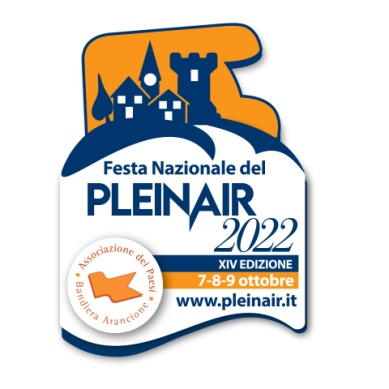 Festa Nazionale del
PLEINAIR
2022
XIV EDIZIONE
7-8-9 ottobre
www.pleinair.it
Associazione dei Paesi
Bandiera Arancione